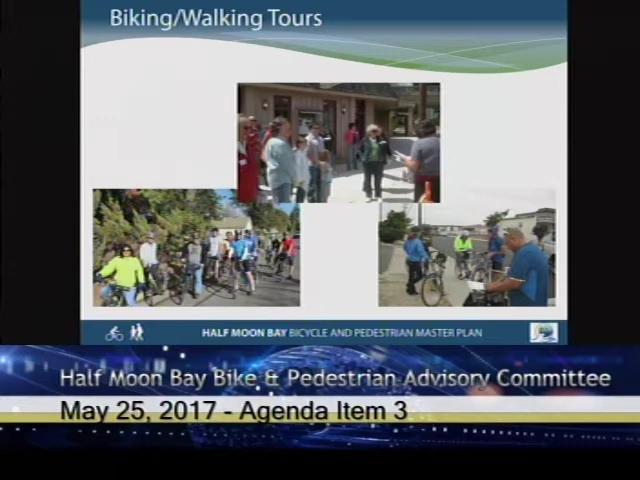 Biking/Walking Tours
HALF MOON BAY BICYCLE AND PEDESTRIAN MASTER PLAN
Half Moon Bay Bike & Pedestrian Advisory Committee
May 25, 2017 - Agenda Item 3